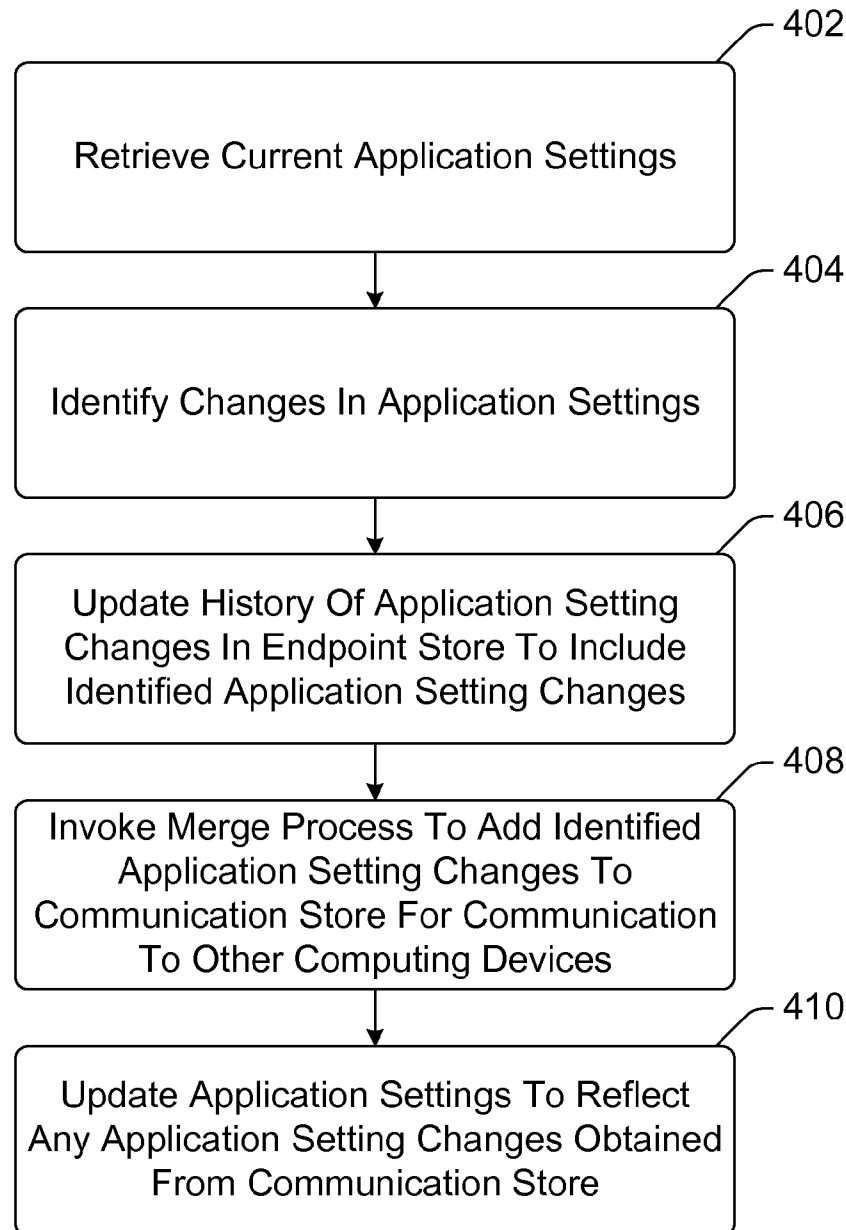 402
Retrieve Current Application Settings
404
Identify Changes In Application Settings
406
Update History Of Application Setting
Changes In Endpoint Store To Include
Identified Application Setting Changes
408
Invoke Merge Process To Add Identified
Application Setting Changes To
Communication Store For Communication
To Other Computing Devices
410
Update Application Settings To Reflect
Any Application Setting Changes Obtained
From Communication Store